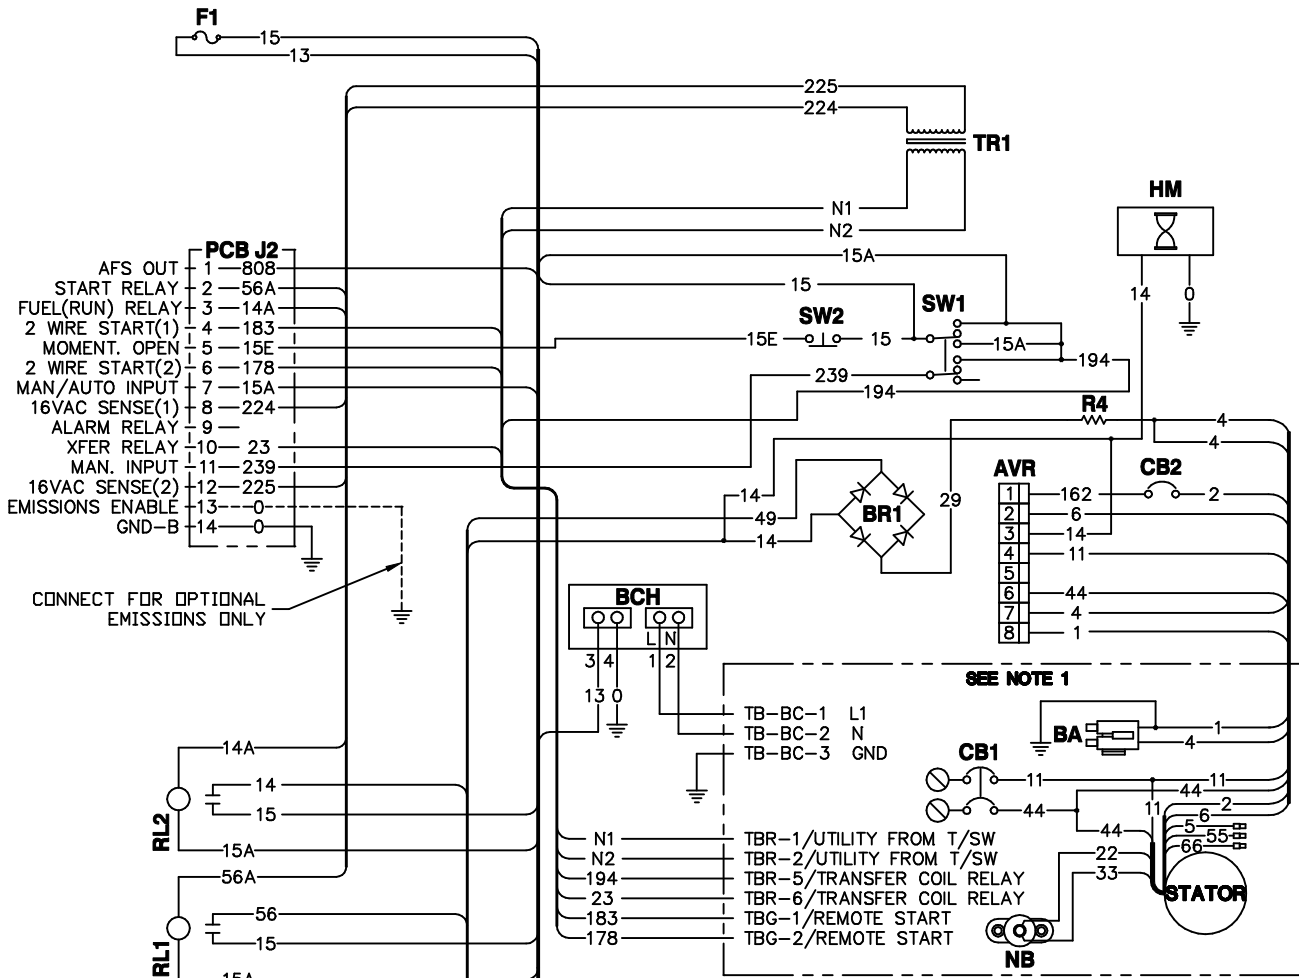 F1
15
13
225
224
TR1
HM
N1
N2
PCB J2
15A
AFS OUT 1 808
START RELAY 2 56A
15
14 0
FUEL(RUN) RELAY 3 14A
SW1
SW2
2 WIRE START(1) 4 183
15E 15
15A
MOMENT. OPEN 5 15E
194
2 WIRE START(2) 6 178
239
MAN/AUTO INPUT 7 15A
194
16VAC SENSE(1) 8 224
R4
4
ALARM RELAY 9
4
XFER RELAY 10 23
MAN. INPUT 11 239
AVR CB2
16VAC SENSE(2) 12 225
14 29
1 162 2
EMISSIONS ENABLE 13 0
49 BR1
2 6
GND-B 14 0
3 14
14
4 11
5
6 44
CONNECT FOR OPTIONAL
EMISSIONS ONLY
BCH
7 4
8 1
L N
3 4 1 2
SEE NOTE 1
13 0
TB-BC-1 L1
TB-BC-2 N
TB-BC-3 GND
BA
1
4
14A
CB1
11 11
44
14
11
2
44
6
15
5
55
RL2
N1 TBR-1/UTILITY FROM T/SW
44
66
15A
N2 TBR-2/UTILITY FROM T/SW
22
56A
194 TBR-5/TRANSFER COIL RELAY
33
23 TBR-6/TRANSFER COIL RELAY
STATOR
56
183 TBG-1/REMOTE START
15
178 TBG-2/REMOTE START
NB
RL1
15A